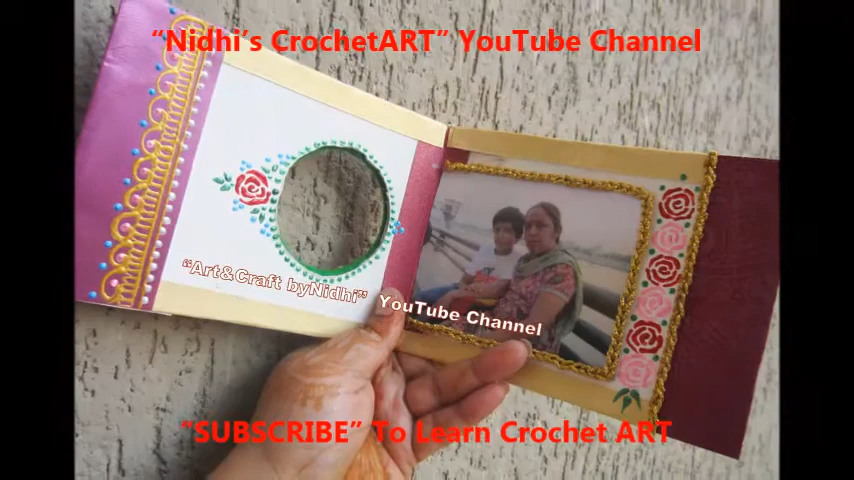 “Nidhi’s CrochetART” YouTube Channel
“Art&Craft byNidhi”
YouTube Channel
“SUBSCRIBE” To Learn Crochet ART